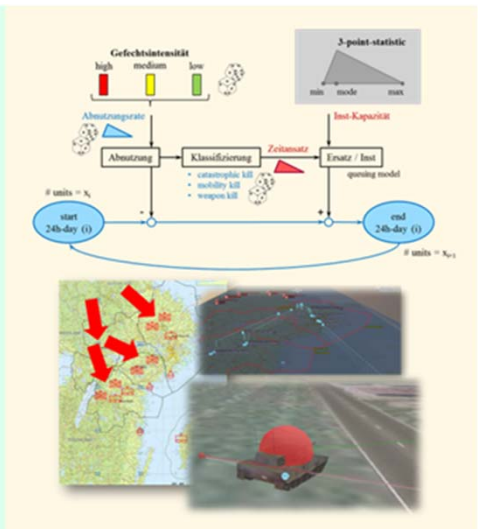 Gefechtsintensität
high medium low
3-point-statistic
min mode max
Abnutzungsrate
Inst-Kapazität
Zeitansatz
Abnutzung
Klassifizierung
Ersatz / Inst
• catastrophic kill
• mobility kill
• weapon kill
queuing model
# units = xᵢ
- +
start
24h-day (i)
end
24h-day (i)
# units = xᵢ₊₁